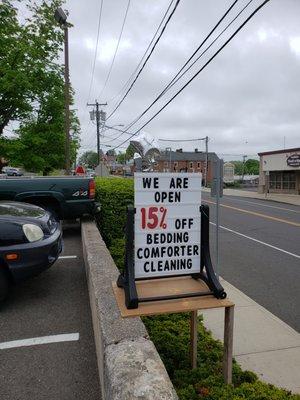 WE ARE
OPEN
15% OFF
BEDDING
COMFORTER
CLEANING